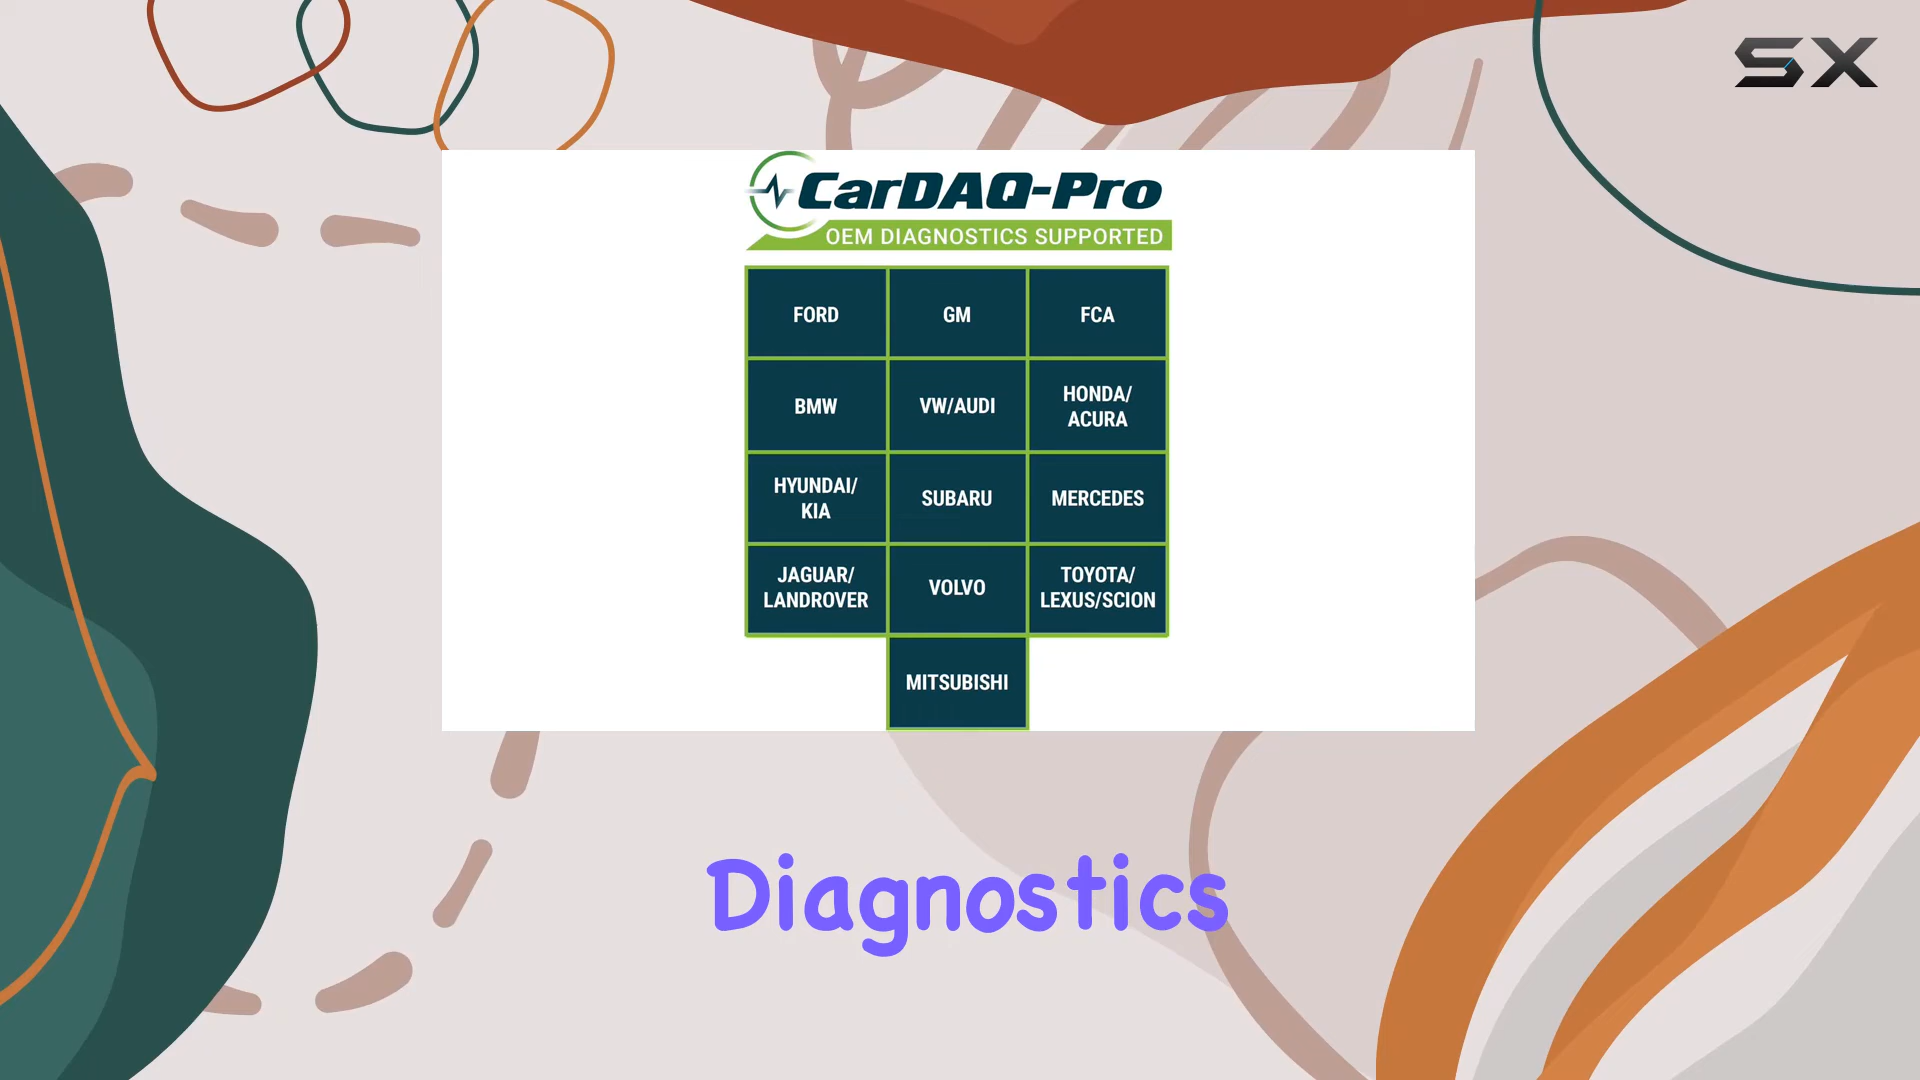 SX
CarDAQ-Pro
OEM DIAGNOSTICS SUPPORTED
FORD
GM
FCA
BMW
VW/AUDI
HONDA/
ACURA
HYUNDAI/
KIA
SUBARU
MERCEDES
JAGUAR/
LANDROVER
VOLVO
TOYOTA/
LEXUS/SCION
MITSUBISHI
Diagnostics